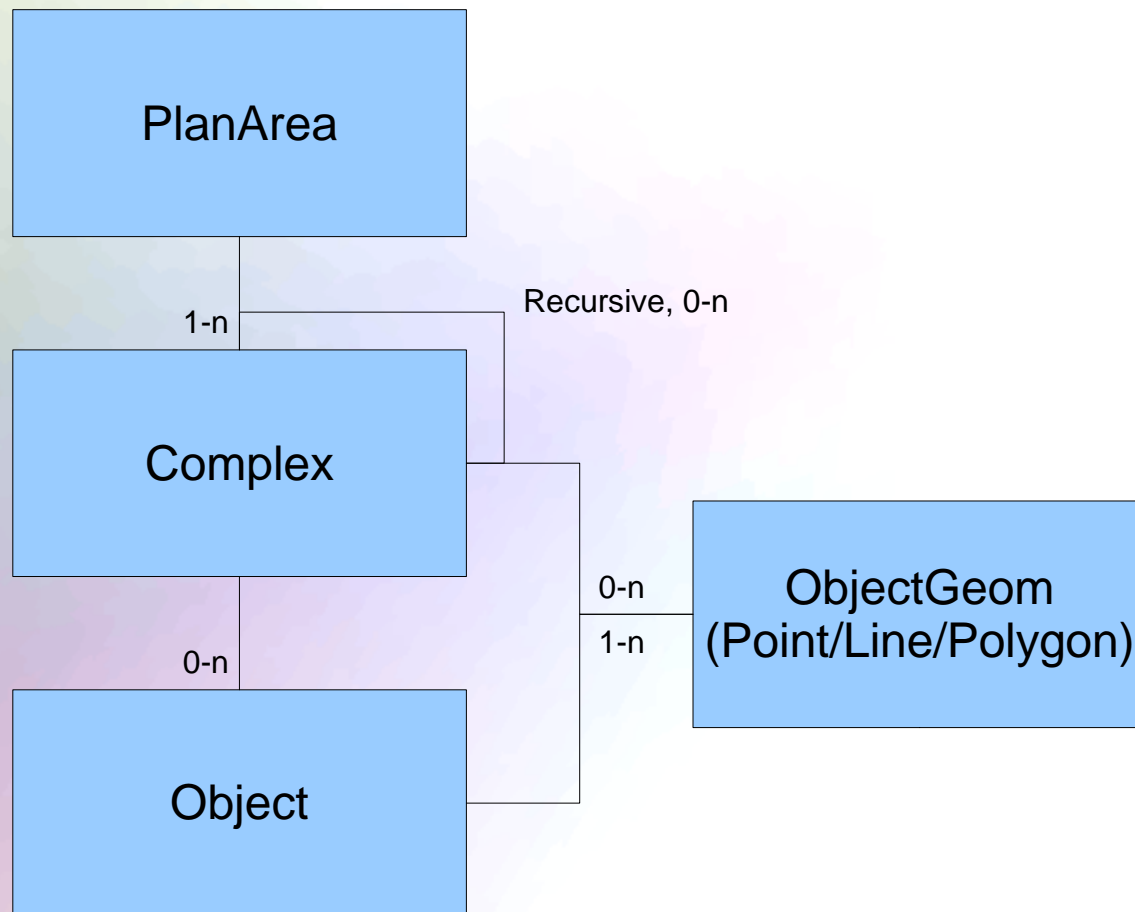 PlanArea
Recursive, 0-n
1-n
Complex
0-n
1-n
ObjectGeom
(Point/Line/Polygon)
0-n
Object